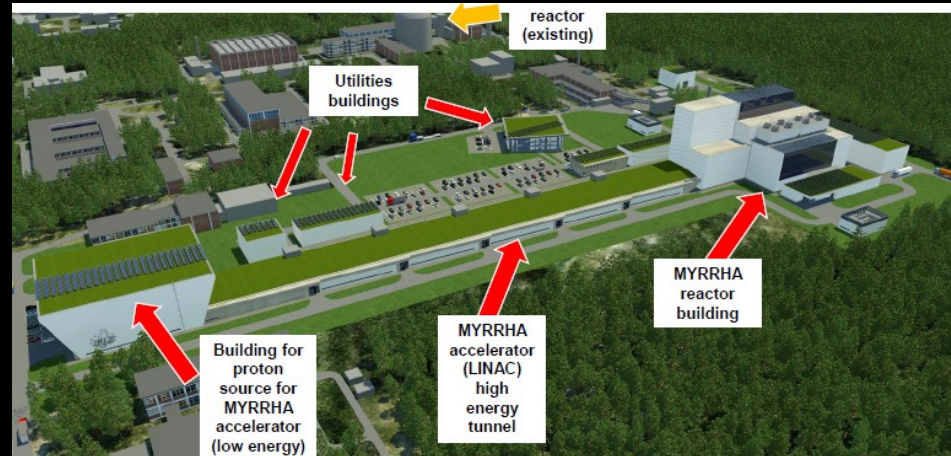 reactor
(existing)
Utilities
buildings
MYRRHA
reactor
building
MYRRHA
accelerator
(LINAC)
high
energy
tunnel
Building for
proton
source for
MYRRHA
accelerator
(low energy)